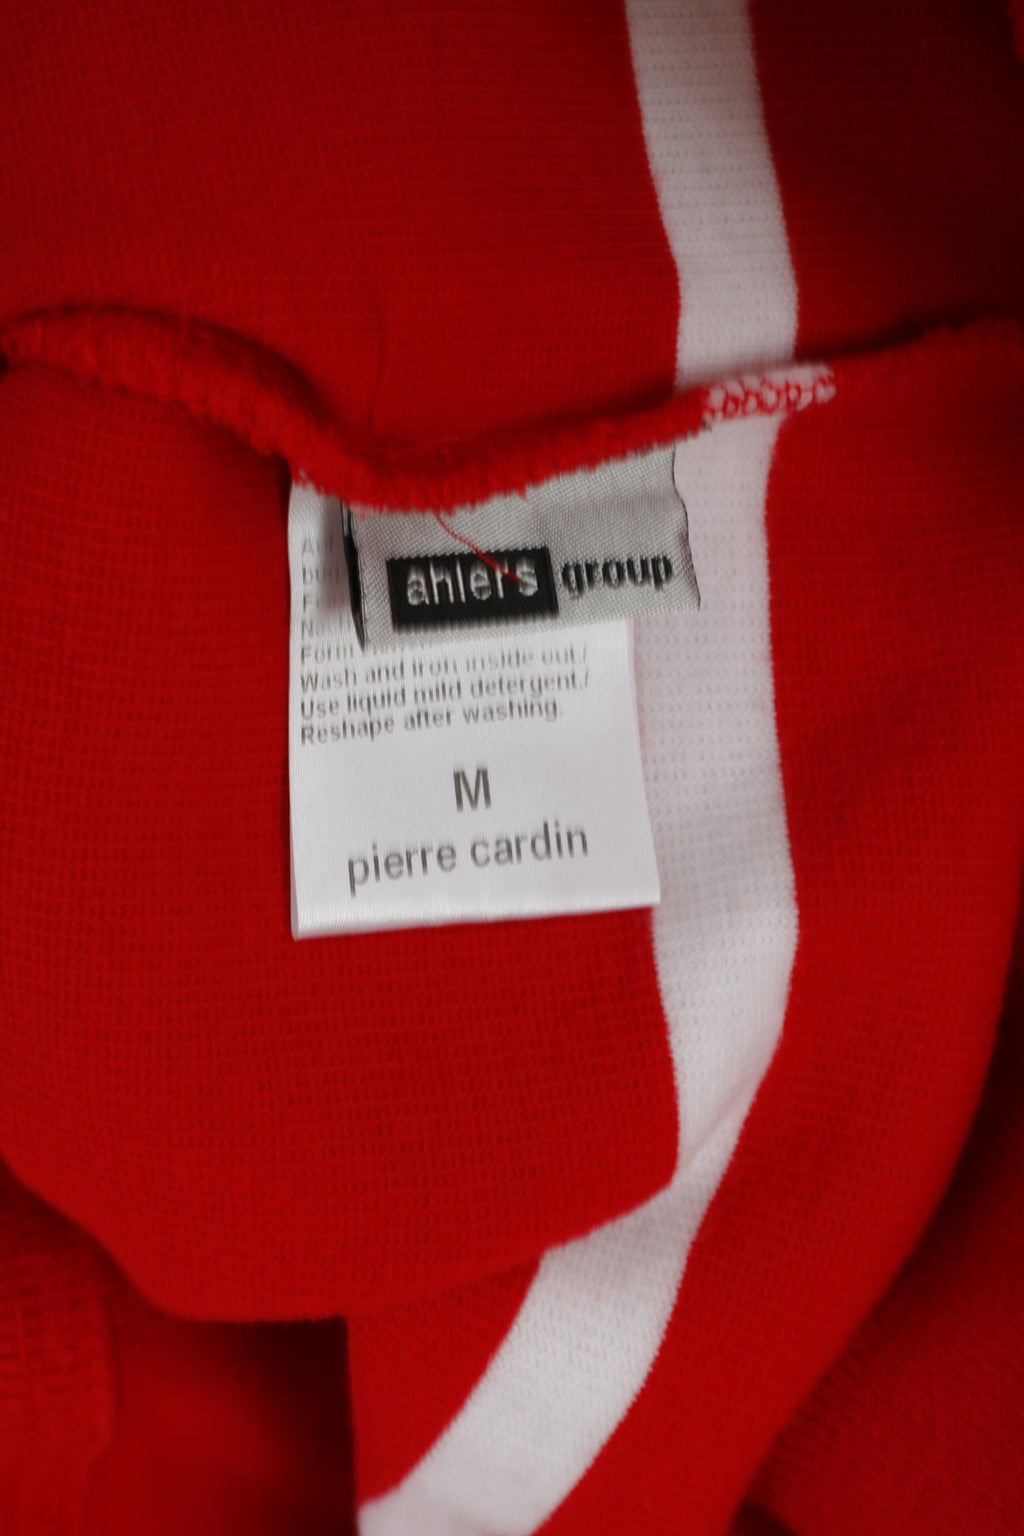 ahlers group
Wash and iron inside out./
Use liquid mild detergent./
Reshape after washing.
M
pierre cardin